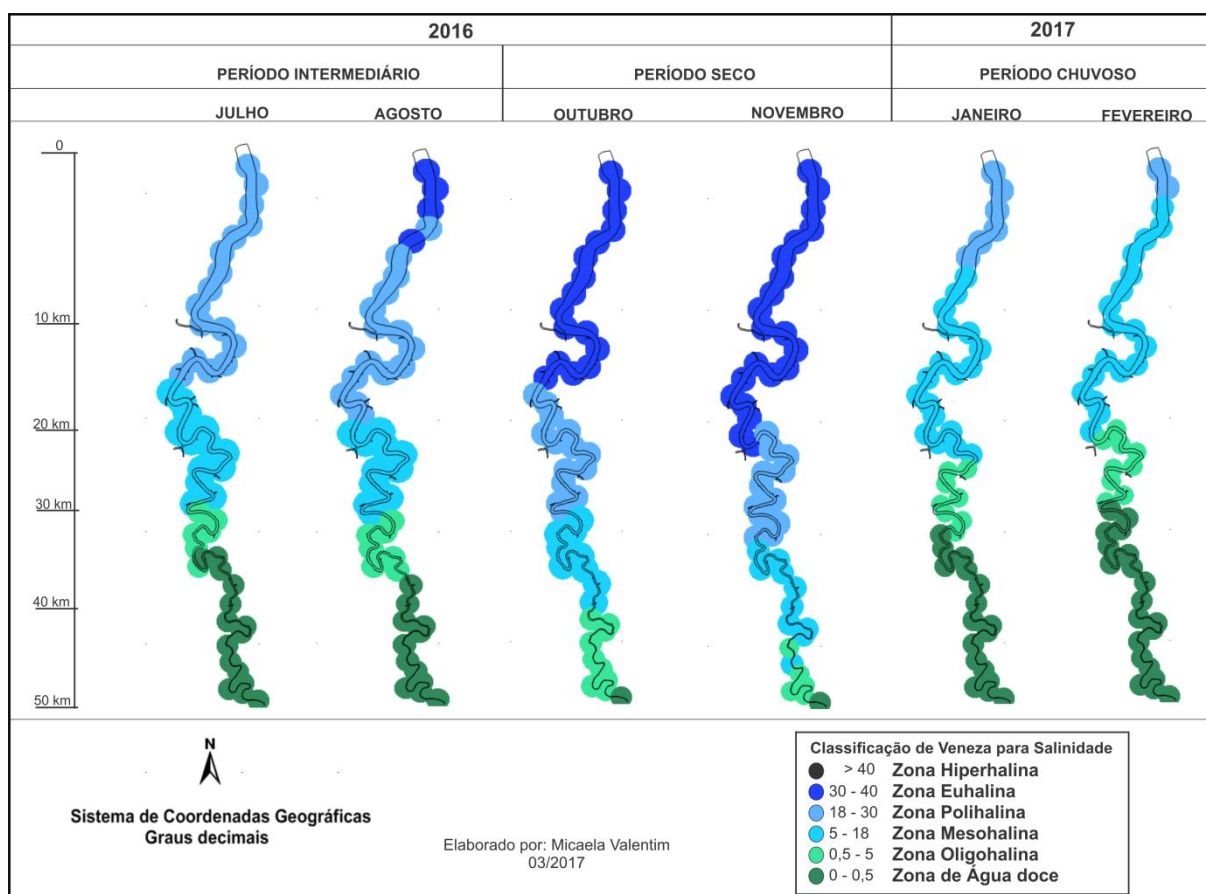 2016
2017
PERÍODO INTERMEDIÁRIO
PERÍODO SECO
PERÍODO CHUVOSO
JULHO
AGOSTO
OUTUBRO
NOVEMBRO
JANEIRO
FEVEREIRO
0
10 km
20 km
30 km
40 km
50 km
N
Sistema de Coordenadas Geográficas
Graus decimais
Elaborado por: Micaela Valentim
03/2017
Classificação de Veneza para Salinidade
> 40 Zona Hiperhalina
30 - 40 Zona Euhalina
18 - 30 Zona Polihalina
5 - 18 Zona Mesohalina
0,5 - 5 Zona Oligohalina
0 - 0,5 Zona de Água doce